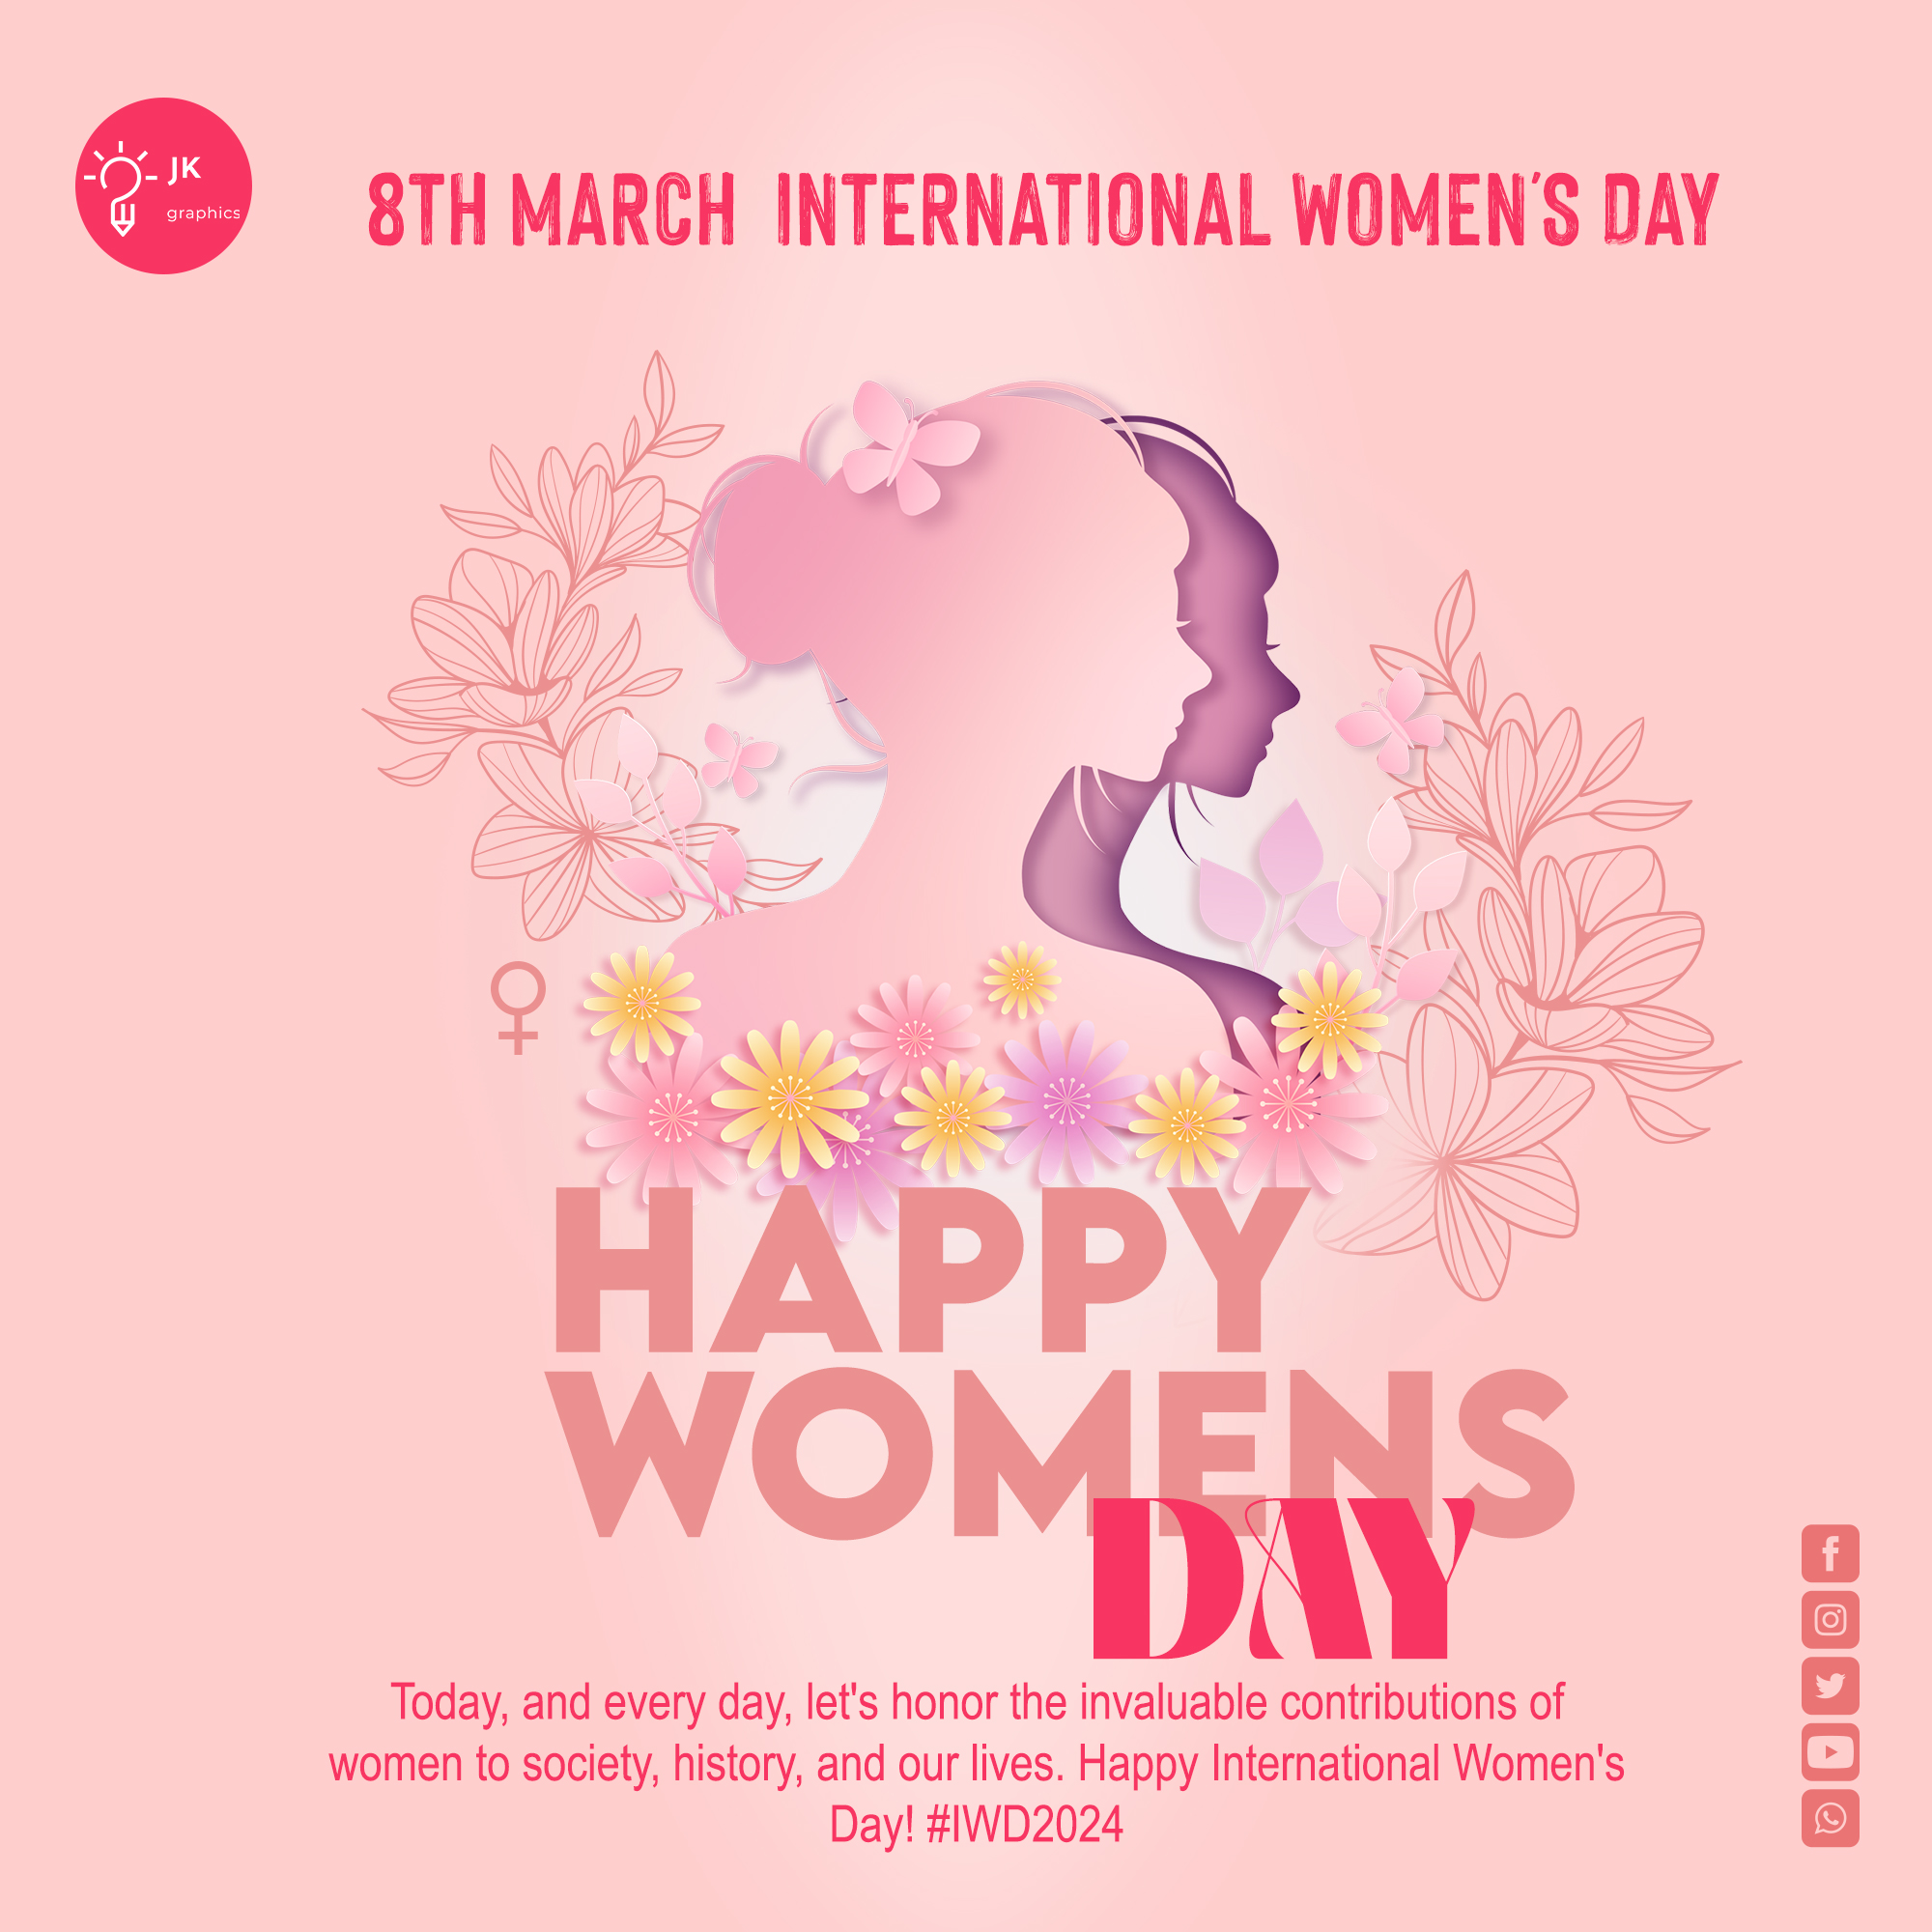 JK
graphics
8TH MARCH INTERNATIONAL WOMEN'S DAY
HAPPY
WOMENS
DAY
Today, and every day, let's honor the invaluable contributions of
women to society, history, and our lives. Happy International Women's
Day! #IWD2024